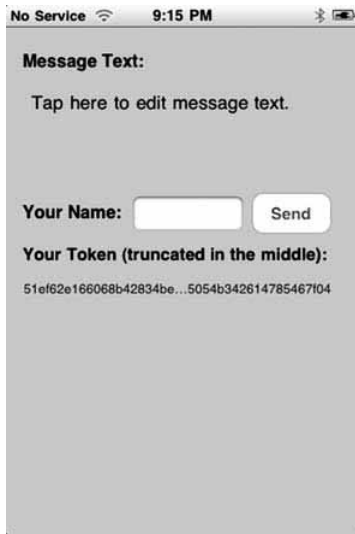 No Service 9:15 PM
Message Text:
Tap here to edit message text.
Your Name: Send
Your Token (truncated in the middle):
51ef62e166068b42834be...5054b342614785467f04